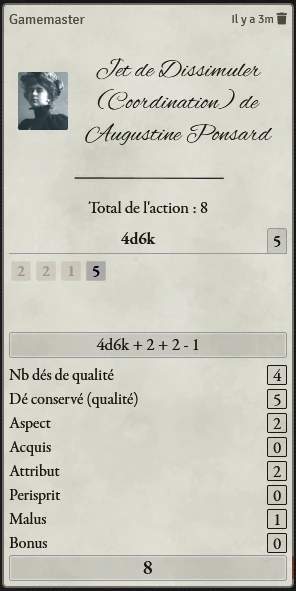 Gamemaster Il y a 3m
Jet de Dissimuler
(Coordination) de
Augustine Ponsard
Total de l'action : 8
4d6k 5
2 2 1 5
4d6k + 2 + 2 - 1
Nb dés de qualité 4
Dé conservé (qualité) 5
Aspect 2
Acquis 0
Attribut 2
Perisprit 0
Malus 1
Bonus 0
8